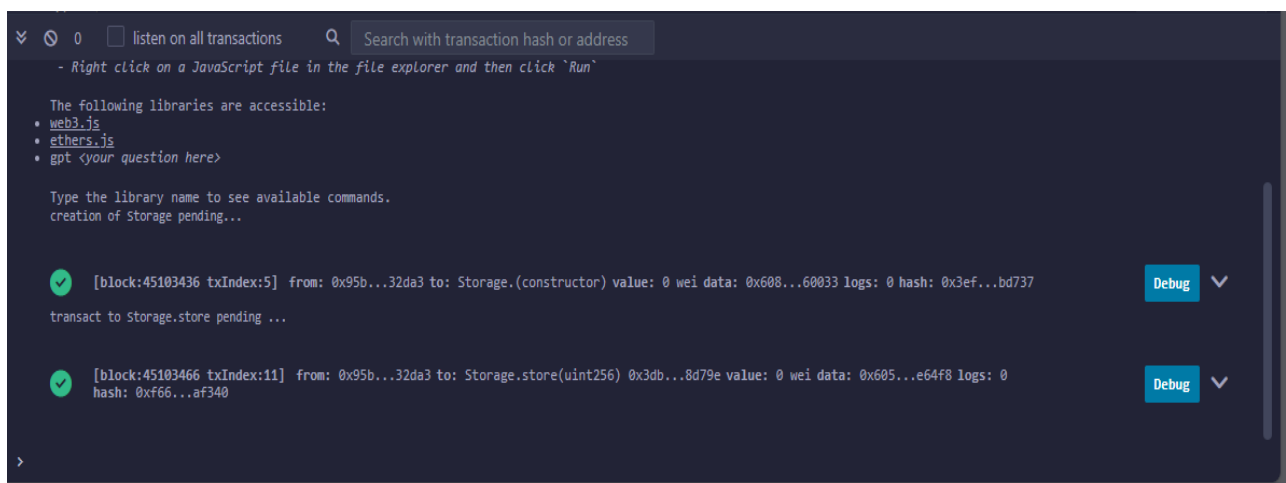 0 listen on all transactions Search with transaction hash or address
- Right click on a JavaScript file in the file explorer and then click `Run`
The following libraries are accessible:
• web3.js
• ethers.js
• gpt <your question here>
Type the library name to see available commands.
creation of Storage pending...
[block:45103436 txIndex:5] from: 0x95b...32da3 to: Storage.(constructor) value: 0 wei data: 0x608...60033 logs: 0 hash: 0x3ef...bd737
Debug
transact to Storage.store pending ...
[block:45103466 txIndex:11] from: 0x95b...32da3 to: Storage.store(uint256) 0x3db...8d79e value: 0 wei data: 0x605...e64f8 logs: 0
hash: 0xf66...af340
Debug
>